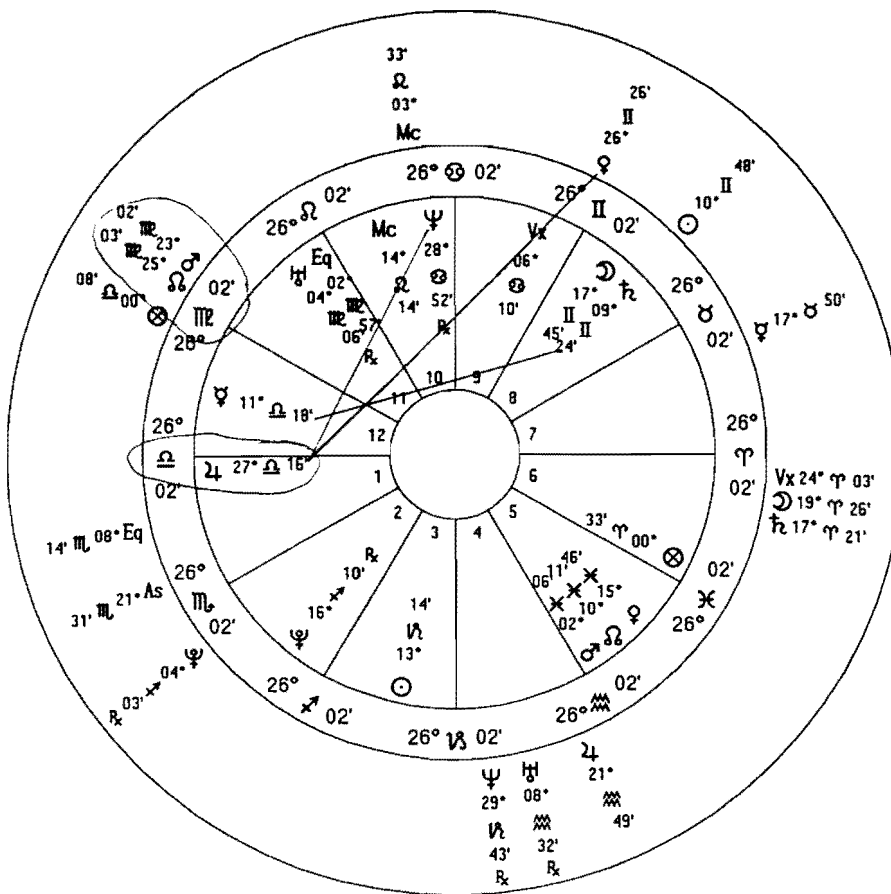 33'
♌
03°
Mc
26'
♊
26°
♀
48'
♊
10°
☉
26° ♋ 02'
26° ♊ 02'
26° ♉ 02'
☿ 17° ♉ 50'
26° ♈ 02'
Vx 24° ♈ 03'
☽ 19° ♈ 26'
♄ 17° ♈ 21'
02' ♓ 26°
26° ♒ 02'
♃
21°
♒
49'
♅
08°
♒
32'
℞
♆
29°
♑
43'
℞
26° ♑ 02'
26° ♐ 02'
♇ 04° ♐ 03' ℞
26° ♏ 02'
31' ♏ 21° As
14' ♏ 08° Eq
26° ♎ 02'
02' ♍ 23° ♂
03' ♍ 25° ☊
08' ♎ 00° ⊗
26° ♍ 02'
26° ♌ 02'
♅ 04° ♍ 06' ℞
Eq 02° ♍ 57'
Mc
14°
♌
14'
♆
28°
♋
52'
℞
Vx
06°
♋
10'
☽ 17° ♊ 45'
♄ 09° ♊ 24'
☿ 11° ♎ 18'
♃ 27° ♎ 16'
♇ 16° ♐ 10' ℞
14'
♑
13°
☉
♂ 02° ♓ 06'
☊ 10° ♓ 11'
♀ 15° ♓ 46'
33' ♈ 00° ⊗
1
2
3
4
5
6
7
8
9
10
11
12